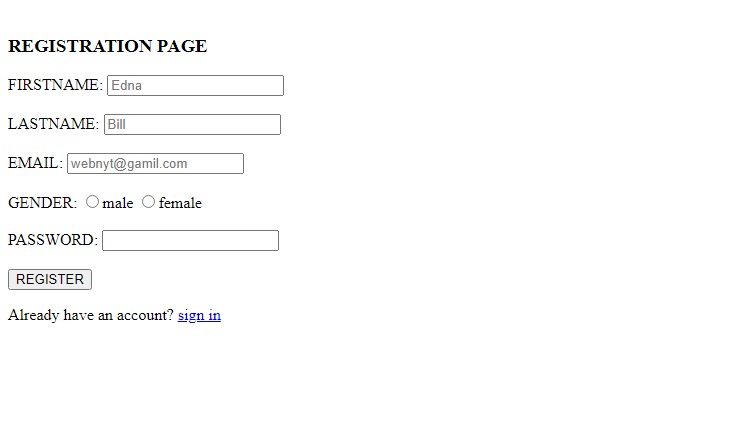 REGISTRATION PAGE
FIRSTNAME: Edna
LASTNAME: Bill
EMAIL: webnyt@gamil.com
GENDER: male female
PASSWORD:
REGISTER
Already have an account? sign in